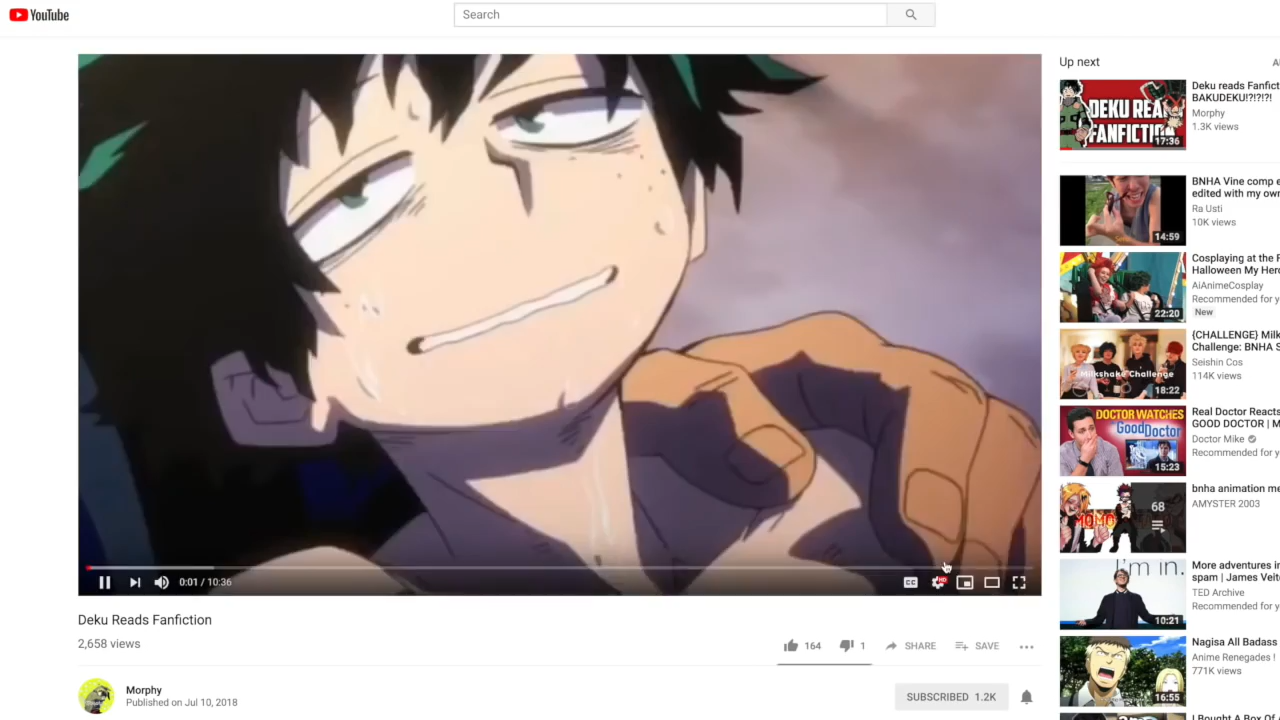 YouTube
Search
0:01 / 10:36
CC
HD
Deku Reads Fanfiction
2,658 views
164
1
SHARE
SAVE
Morphy
Published on Jul 10, 2018
SUBSCRIBED 1.2K
Up next
DEKU REA
FANFICTIO
17:36
Deku reads Fanfict
BAKUDEKU!?!?!?!
Morphy
1.3K views
14:59
BNHA Vine comp e
edited with my own
Ra Usti
10K views
22:20
Cosplaying at the F
Halloween My Hero
AiAnimeCosplay
Recommended for y
New
Milkshake Challenge
18:22
{CHALLENGE} Milk
Challenge: BNHA S
Seishin Cos
114K views
DOCTOR WATCHES
GoodDoctor
15:23
Real Doctor Reacts
GOOD DOCTOR | M
Doctor Mike
Recommended for y
68
bnha animation me
AMYSTER 2003
I'm in.
10:21
More adventures in
spam | James Veit
TED Archive
Recommended for y
16:55
Nagisa All Badass
Anime Renegades !
771K views
I Bought A Box Of